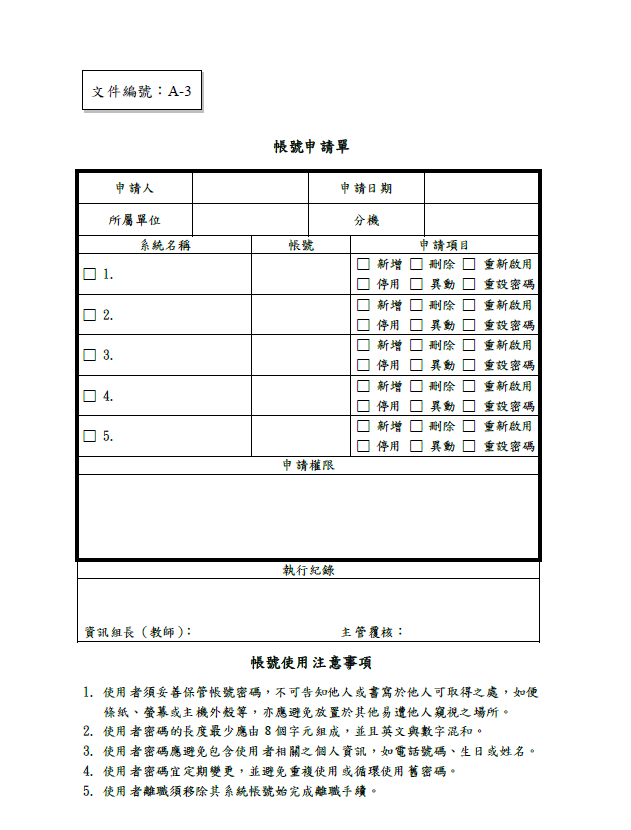 文件編號：A-3
帳號申請單
申請人 申請日期
所屬單位 分機
系統名稱 帳號 申請項目
□ 1. □ 新增 □ 刪除 □ 重新啟用
□ 停用 □ 異動 □ 重設密碼
□ 2. □ 新增 □ 刪除 □ 重新啟用
□ 停用 □ 異動 □ 重設密碼
□ 3. □ 新增 □ 刪除 □ 重新啟用
□ 停用 □ 異動 □ 重設密碼
□ 4. □ 新增 □ 刪除 □ 重新啟用
□ 停用 □ 異動 □ 重設密碼
□ 5. □ 新增 □ 刪除 □ 重新啟用
□ 停用 □ 異動 □ 重設密碼
申請權限
執行紀錄
資訊組長（教師）： 主管覆核：
帳號使用注意事項
1. 使用者須妥善保管帳號密碼，不可告知他人或書寫於他人可取得之處，如便
條紙、螢幕或主機外殼等，亦應避免放置於其他易遭他人窺視之場所。
2. 使用者密碼的長度最少應由 8 個字元組成，並且英文與數字混和。
3. 使用者密碼應避免包含使用者相關之個人資訊，如電話號碼、生日或姓名。
4. 使用者密碼宜定期變更，並避免重複使用或循環使用舊密碼。
5. 使用者離職須移除其系統帳號始完成離職手續。